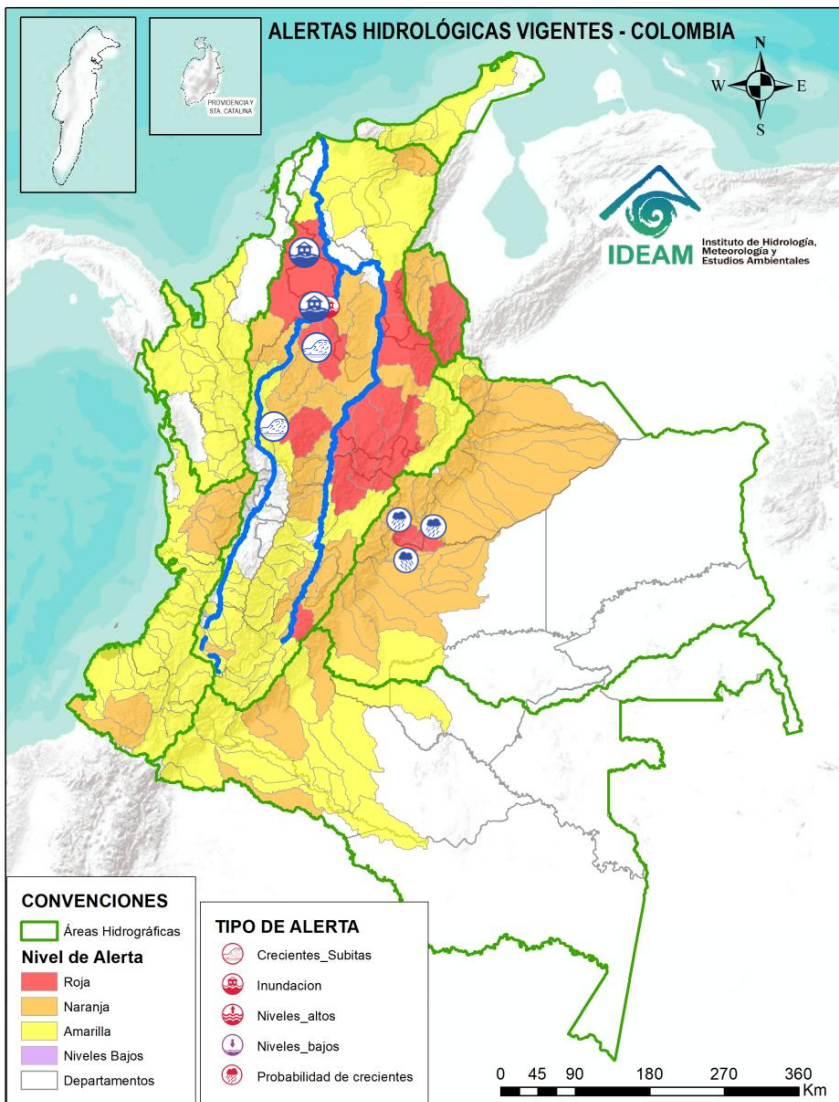 ALERTAS HIDROLÓGICAS VIGENTES - COLOMBIA
PROVIDENCIA Y
STA. CATALINA
N
W
E
S
IDEAM
Instituto de Hidrología,
Meteorología y
Estudios Ambientales
CONVENCIONES
Áreas Hidrográficas
Nivel de Alerta
Roja
Naranja
Amarilla
Niveles Bajos
Departamentos
TIPO DE ALERTA
Crecientes_Subitas
Inundacion
Niveles_altos
Niveles_bajos
Probabilidad de crecientes
0 45 90 180 270 360
Km